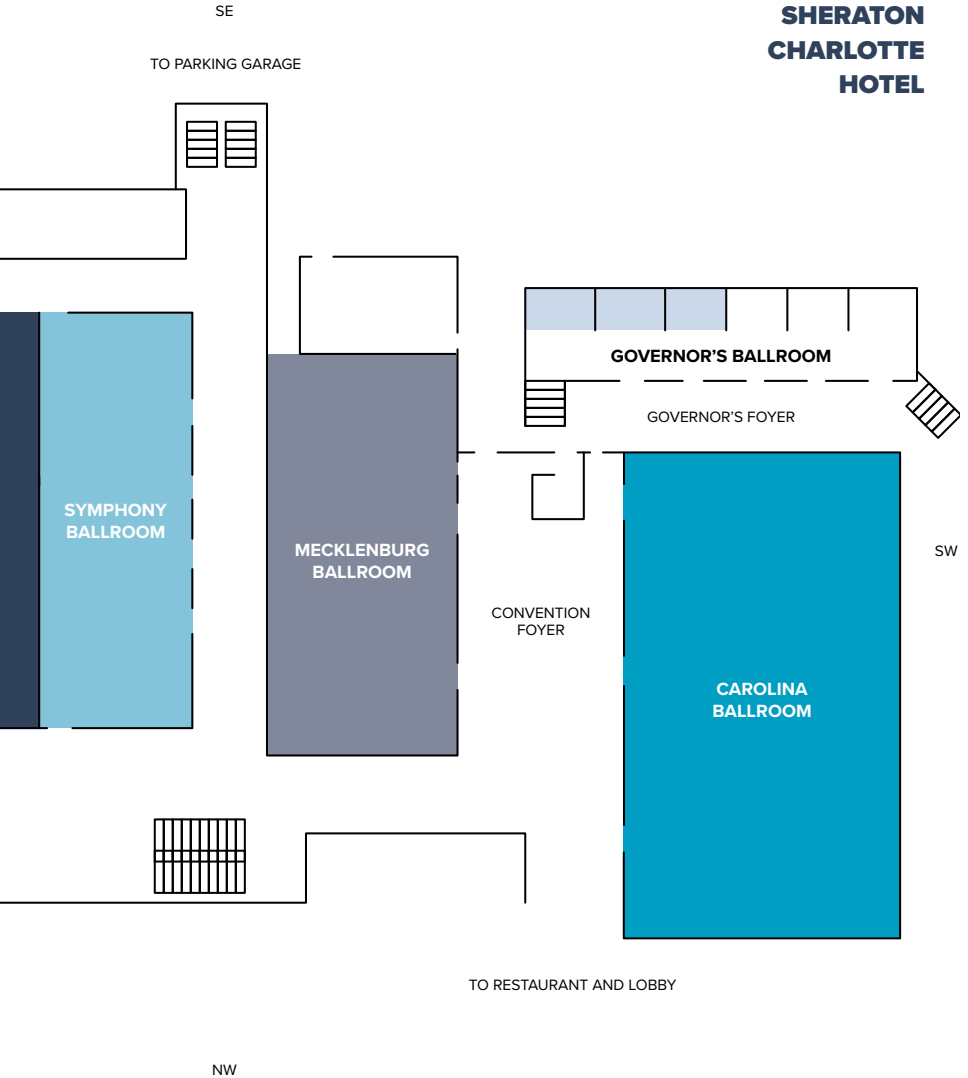 SE
SHERATON
CHARLOTTE
HOTEL
TO PARKING GARAGE
GOVERNOR'S BALLROOM
GOVERNOR'S FOYER
SYMPHONY
BALLROOM
MECKLENBURG
BALLROOM
SW
CONVENTION
FOYER
CAROLINA
BALLROOM
TO RESTAURANT AND LOBBY
NW